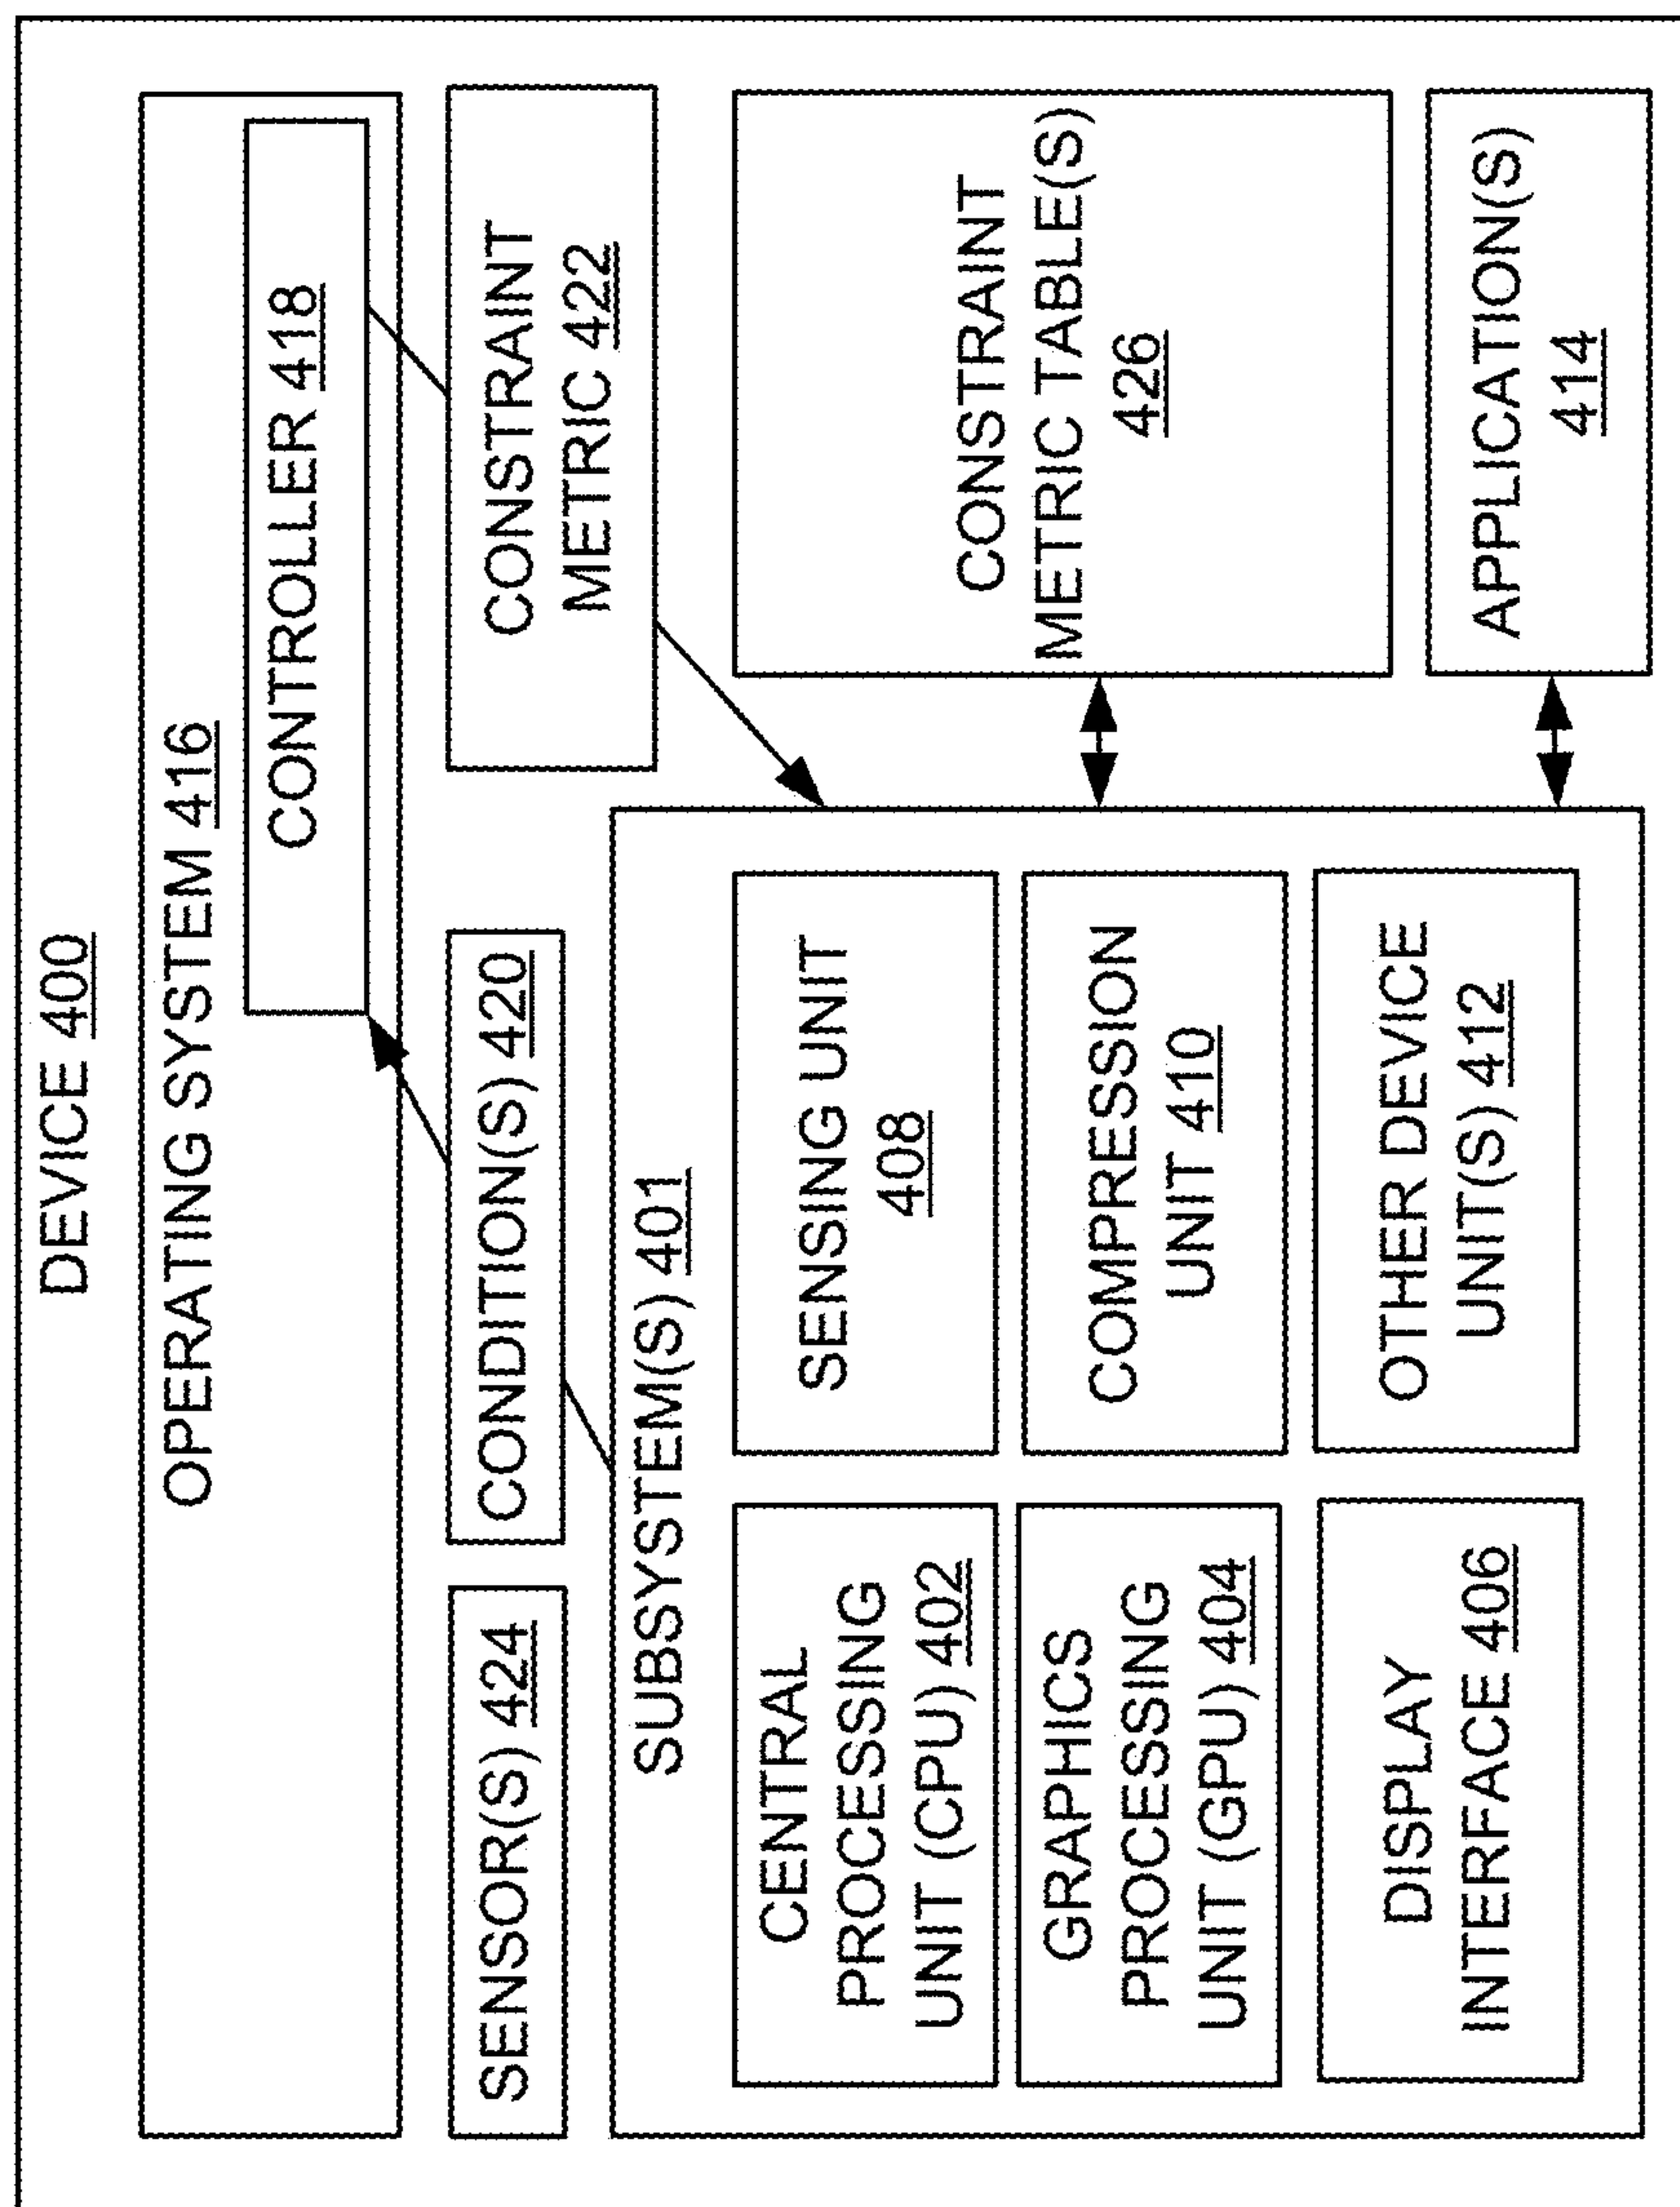 DEVICE 400
OPERATING SYSTEM 416
CONTROLLER 418
SENSOR(S) 424
CONDITION(S) 420
CONSTRAINT
METRIC 422
SUBSYSTEM(S) 401
CENTRAL
PROCESSING
UNIT (CPU) 402
SENSING UNIT
408
GRAPHICS
PROCESSING
UNIT (GPU) 404
COMPRESSION
UNIT 410
DISPLAY
INTERFACE 406
OTHER DEVICE
UNIT(S) 412
CONSTRAINT
METRIC TABLE(S)
426
APPLICATION(S)
414